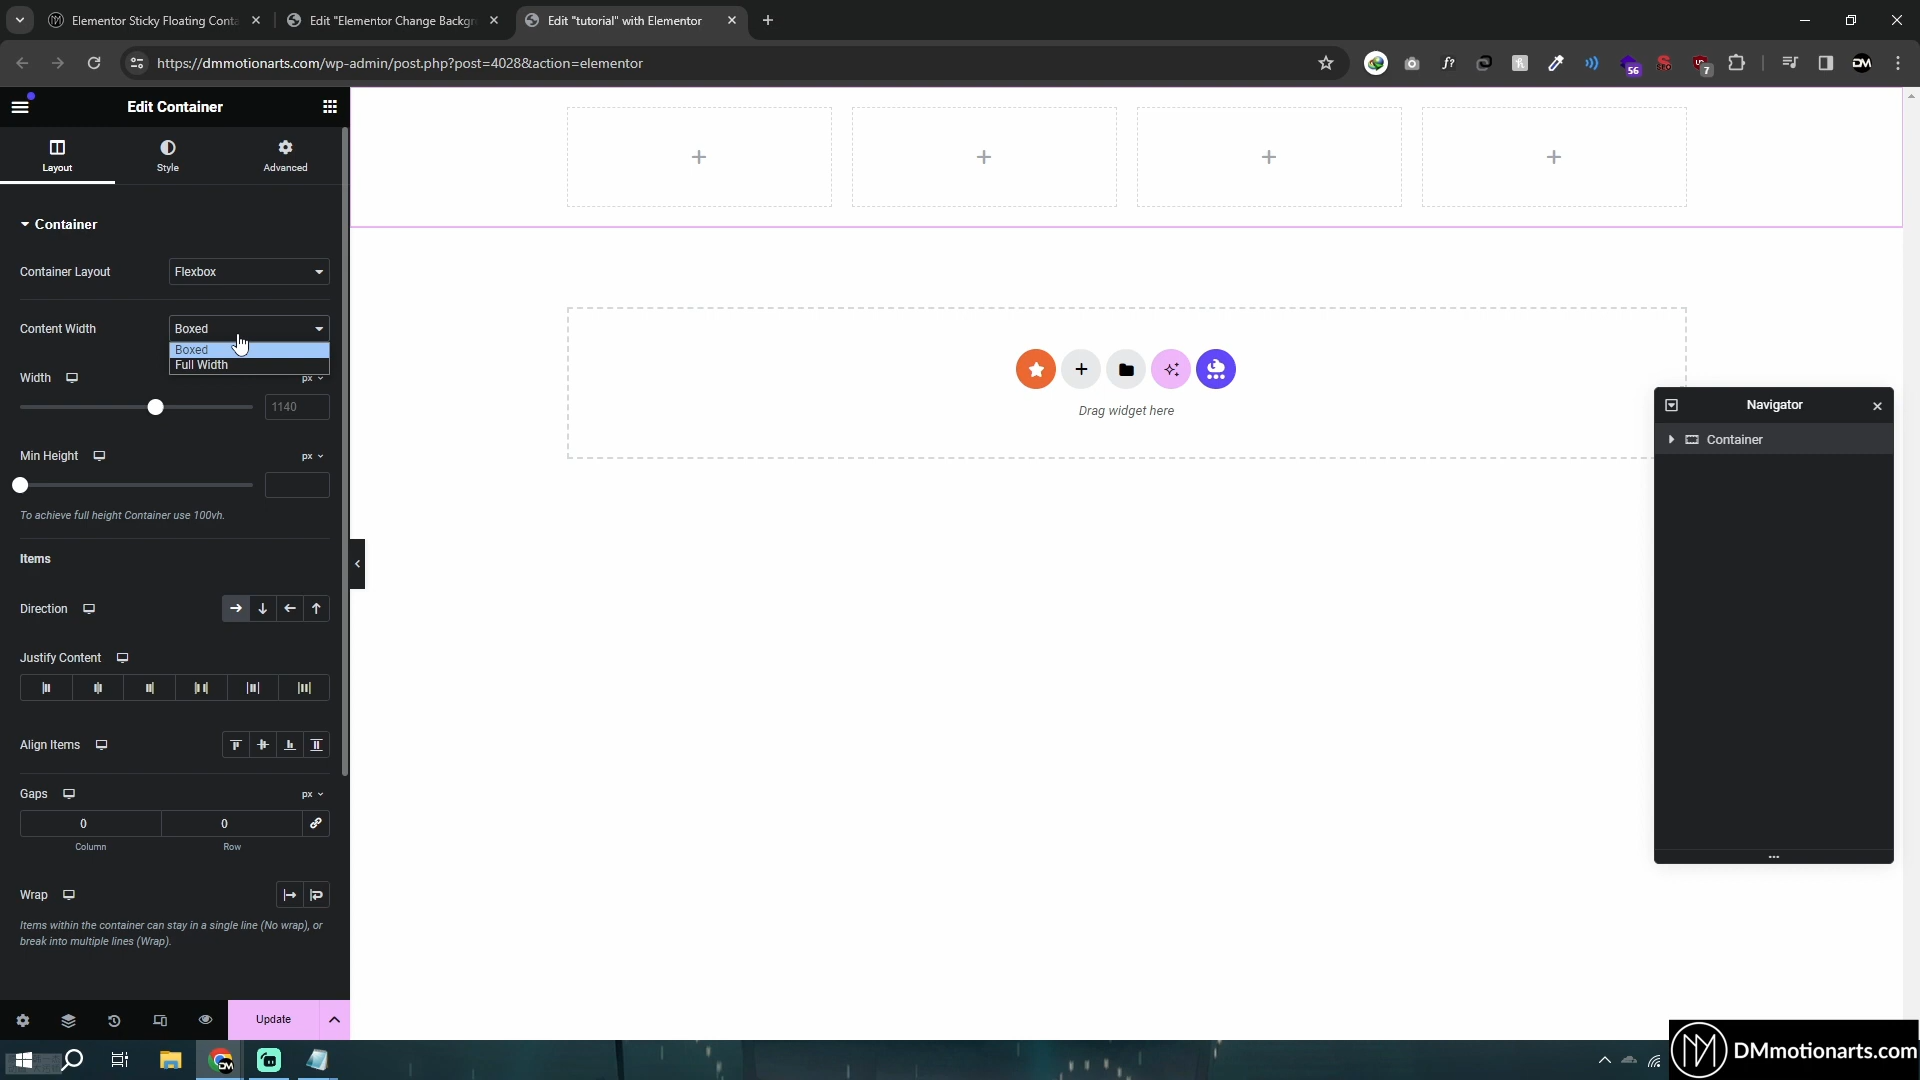 Elementor Sticky Floating Conta
Edit "Elementor Change Backgr
Edit "tutorial" with Elementor
https://dmmotionarts.com/wp-admin/post.php?post=4028&action=elementor
f?
56
SEO
7
DM
Edit Container
Layout
Style
Advanced
Container
Container Layout
Flexbox
Content Width
Boxed
Boxed
Full Width
Width
px
1140
Min Height
px
To achieve full height Container use 100vh.
Items
Direction
Justify Content
Align Items
Gaps
px
0
0
Column
Row
Wrap
Items within the container can stay in a single line (No wrap), or
break into multiple lines (Wrap).
Update
Drag widget here
Navigator
Container
DMmotionarts.com